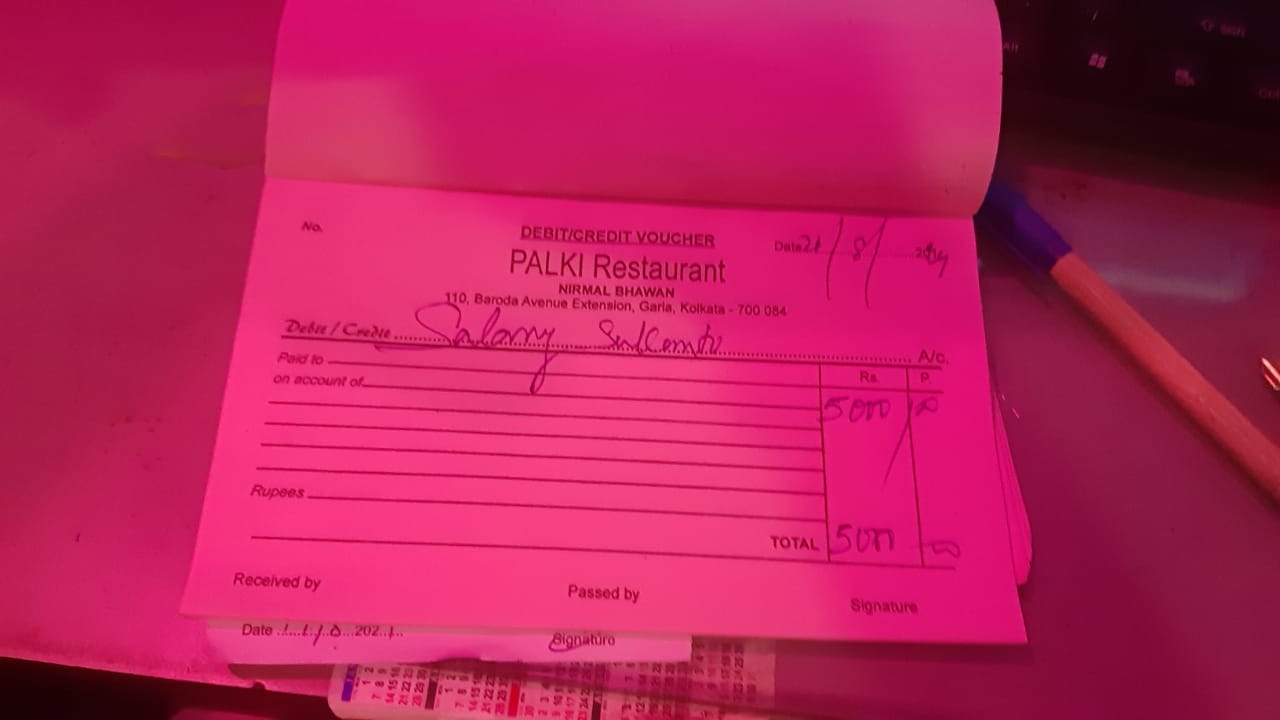 No.
DEBIT/CREDIT VOUCHER
Date 21/8/2024
PALKI Restaurant
NIRMAL BHAWAN
110, Baroda Avenue Extension, Garia, Kolkata - 700 084
Debit / Credit Salary A/c.
Paid to Rs. P.
on account of
5000 00
Rupees
TOTAL 5000 00
Received by Passed by Signature
Date 202
Signature